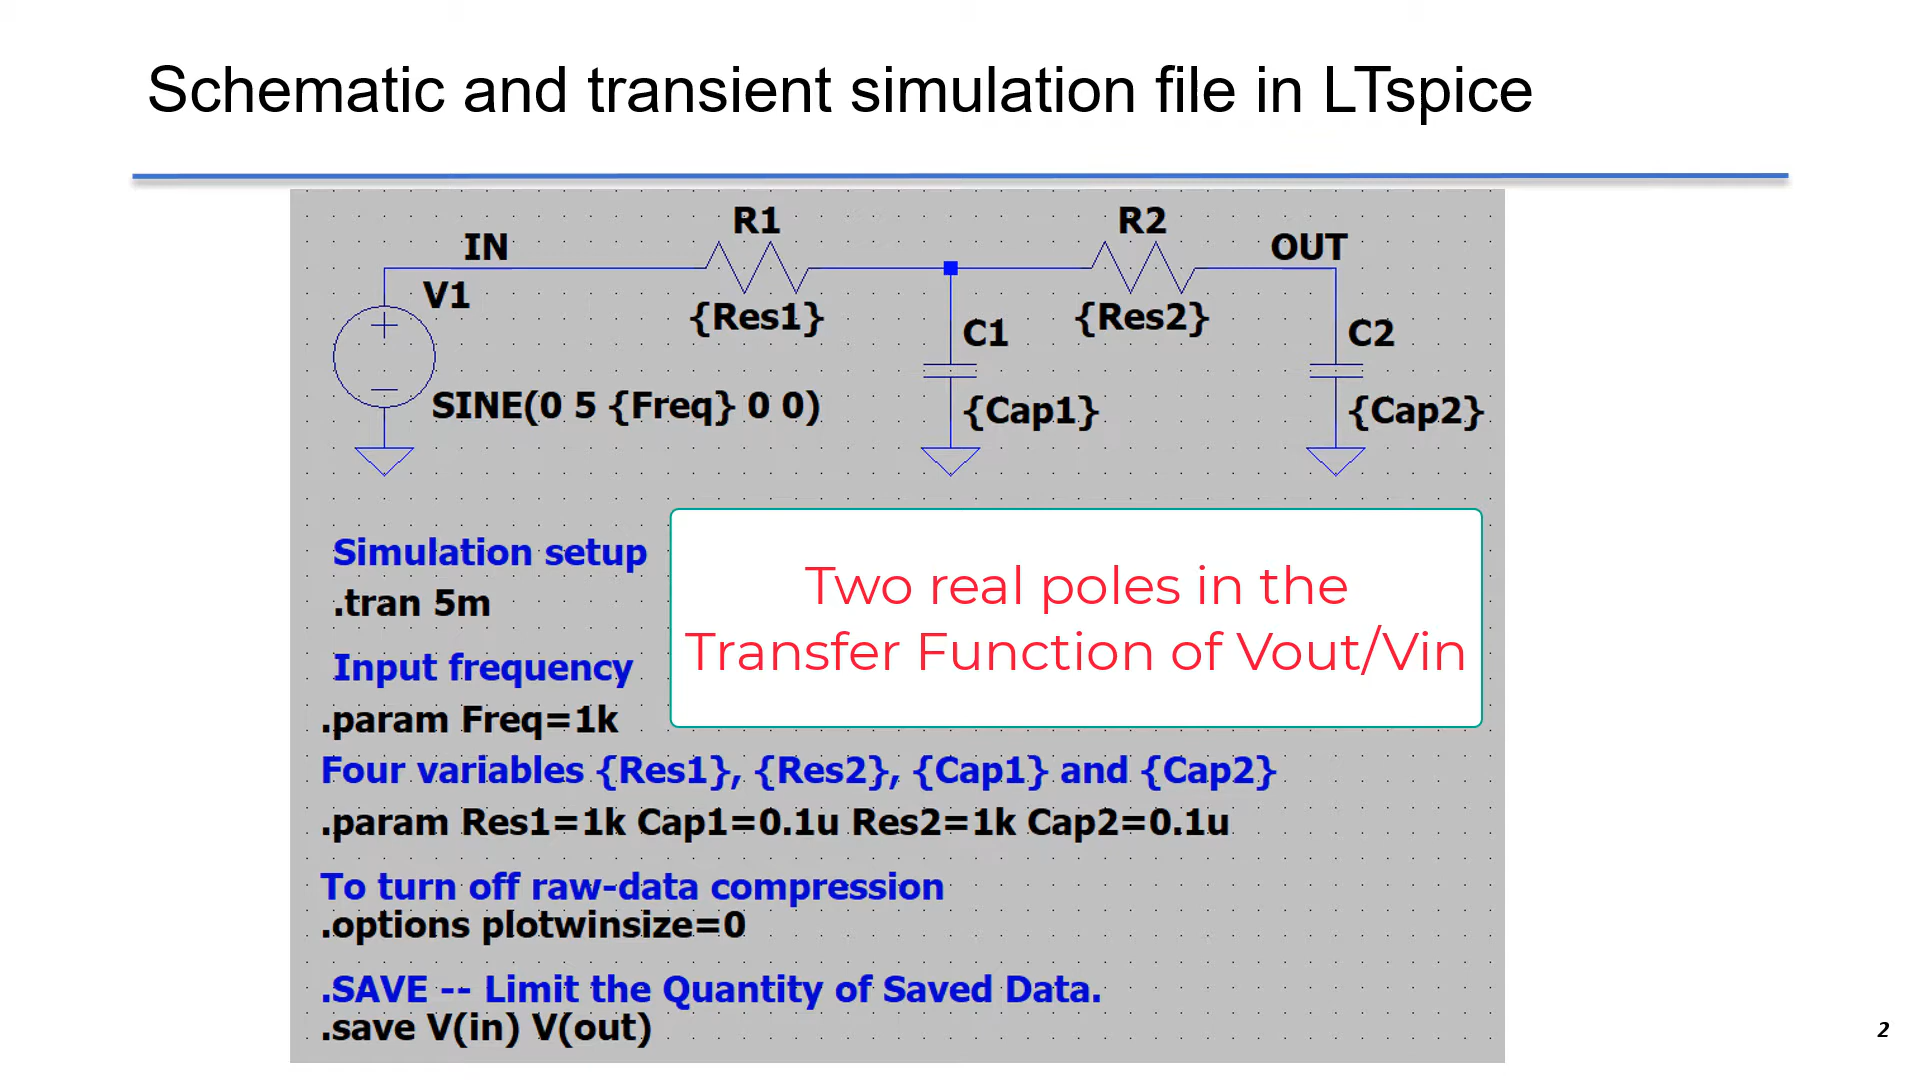 Schematic and transient simulation file in LTspice
R1
R2
IN
OUT
V1
{Res1}
{Res2}
C1
C2
SINE(0 5 {Freq} 0 0)
{Cap1}
{Cap2}
Simulation setup
.tran 5m
Two real poles in the
Transfer Function of Vout/Vin
Input frequency
.param Freq=1k
Four variables {Res1}, {Res2}, {Cap1} and {Cap2}
.param Res1=1k Cap1=0.1u Res2=1k Cap2=0.1u
To turn off raw-data compression
.options plotwinsize=0
.SAVE -- Limit the Quantity of Saved Data.
.save V(in) V(out)
2